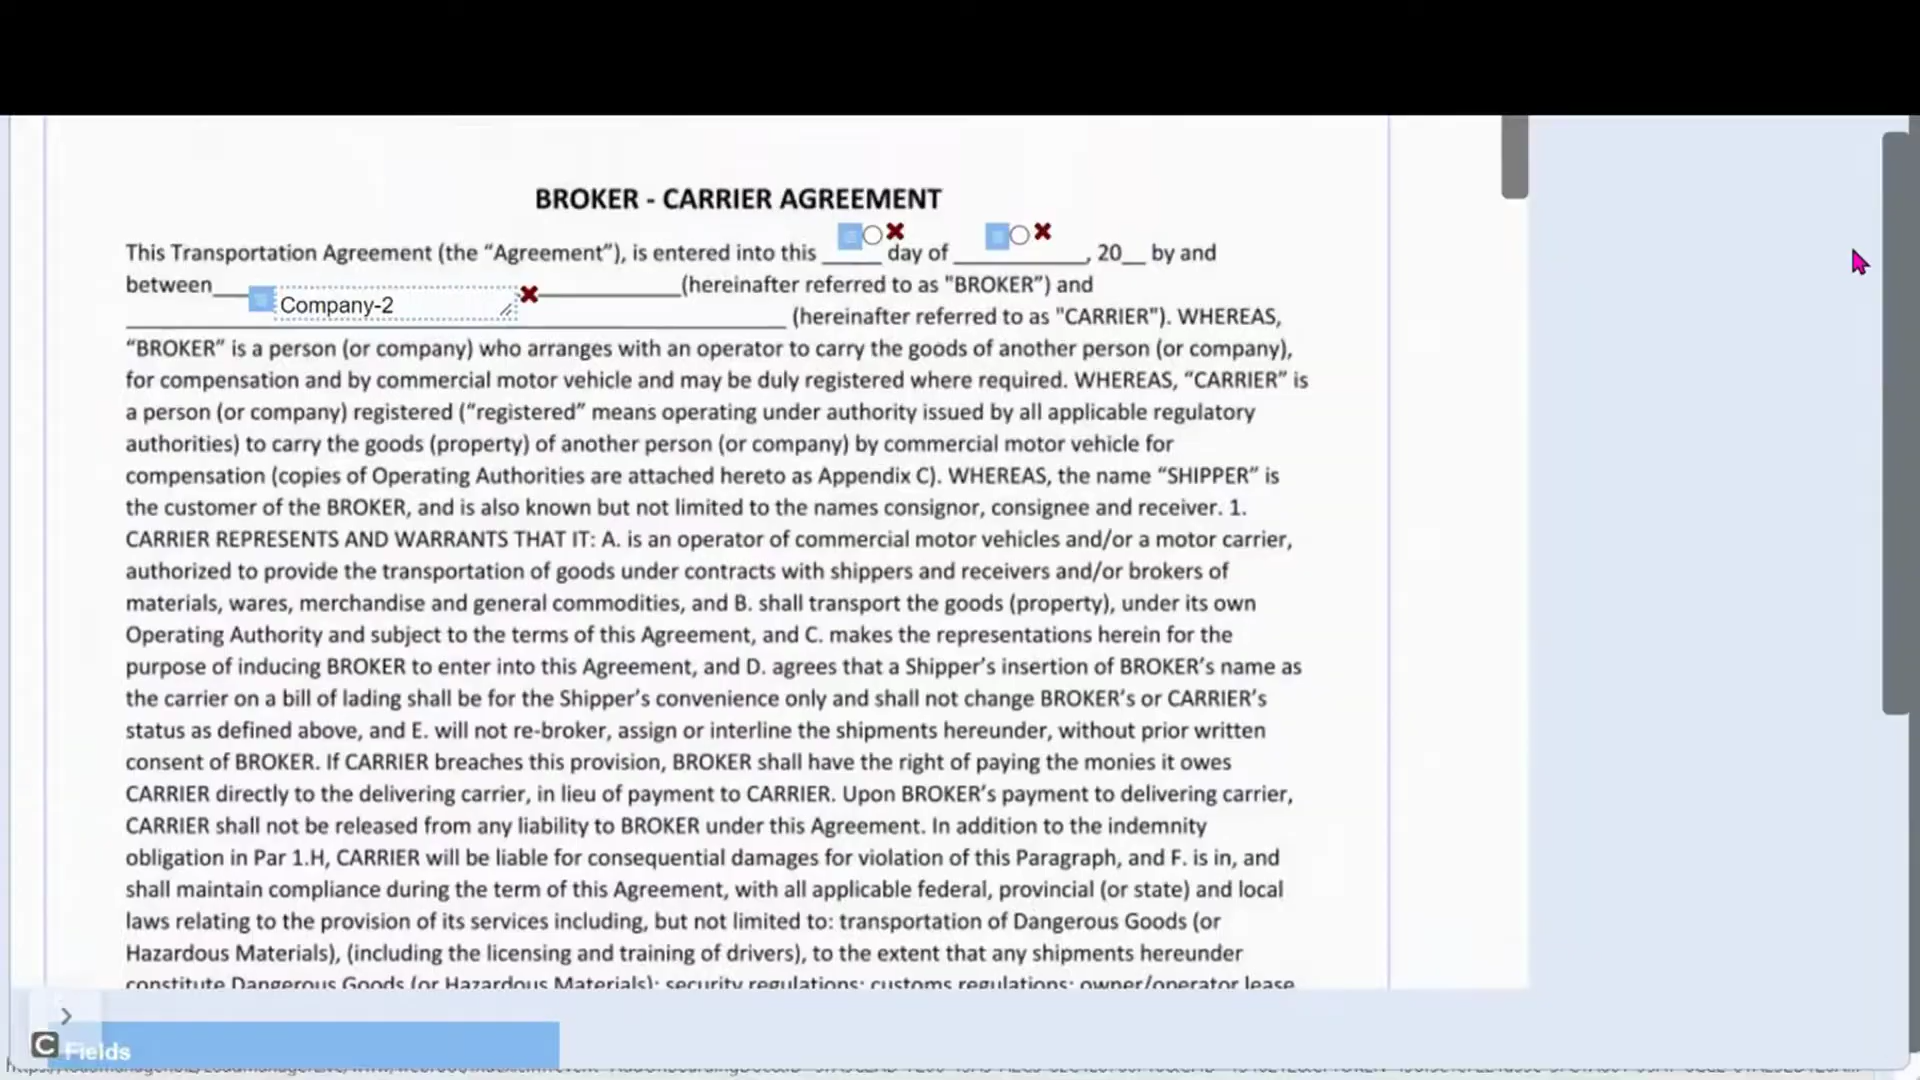 BROKER - CARRIER AGREEMENT
This Transportation Agreement (the “Agreement”), is entered into this _____ day of ___________, 20__ by and
between (hereinafter referred to as "BROKER") and
Company-2
(hereinafter referred to as "CARRIER"). WHEREAS,
“BROKER” is a person (or company) who arranges with an operator to carry the goods of another person (or company),
for compensation and by commercial motor vehicle and may be duly registered where required. WHEREAS, “CARRIER” is
a person (or company) registered (“registered” means operating under authority issued by all applicable regulatory
authorities) to carry the goods (property) of another person (or company) by commercial motor vehicle for
compensation (copies of Operating Authorities are attached hereto as Appendix C). WHEREAS, the name “SHIPPER” is
the customer of the BROKER, and is also known but not limited to the names consignor, consignee and receiver. 1.
CARRIER REPRESENTS AND WARRANTS THAT IT: A. is an operator of commercial motor vehicles and/or a motor carrier,
authorized to provide the transportation of goods under contracts with shippers and receivers and/or brokers of
materials, wares, merchandise and general commodities, and B. shall transport the goods (property), under its own
Operating Authority and subject to the terms of this Agreement, and C. makes the representations herein for the
purpose of inducing BROKER to enter into this Agreement, and D. agrees that a Shipper’s insertion of BROKER’s name as
the carrier on a bill of lading shall be for the Shipper’s convenience only and shall not change BROKER’s or CARRIER’s
status as defined above, and E. will not re-broker, assign or interline the shipments hereunder, without prior written
consent of BROKER. If CARRIER breaches this provision, BROKER shall have the right of paying the monies it owes
CARRIER directly to the delivering carrier, in lieu of payment to CARRIER. Upon BROKER’s payment to delivering carrier,
CARRIER shall not be released from any liability to BROKER under this Agreement. In addition to the indemnity
obligation in Par 1.H, CARRIER will be liable for consequential damages for violation of this Paragraph, and F. is in, and
shall maintain compliance during the term of this Agreement, with all applicable federal, provincial (or state) and local
laws relating to the provision of its services including, but not limited to: transportation of Dangerous Goods (or
Hazardous Materials), (including the licensing and training of drivers), to the extent that any shipments hereunder
constitute Dangerous Goods (or Hazardous Materials); security regulations; customs regulations; owner/operator lease
C Fields